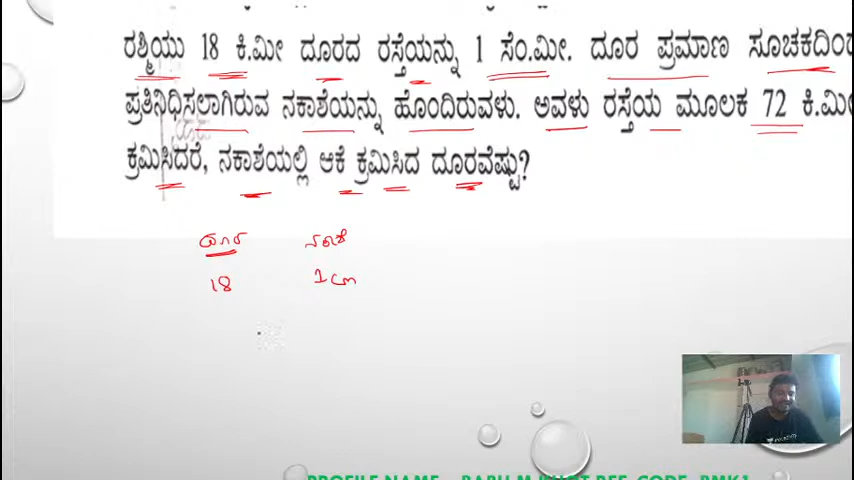 ರಶ್ಮಿಯು 18 ಕಿ.ಮೀ ದೂರದ ರಸ್ತೆಯನ್ನು 1 ಸೆಂ.ಮೀ. ದೂರ ಪ್ರಮಾಣ ಸೂಚಕದಿಂದ
ಪ್ರತಿನಿಧಿಸಲಾಗಿರುವ ನಕಾಶೆಯನ್ನು ಹೊಂದಿರುವಳು. ಅವಳು ರಸ್ತೆಯ ಮೂಲಕ 72 ಕಿ.ಮೀ
ಕ್ರಮಿಸಿದರೆ, ನಕಾಶೆಯಲ್ಲಿ ಆಕೆ ಕ್ರಮಿಸಿದ ದೂರವೆಷ್ಟು?
ದೂರ ನಕಾಶೆ
18 1cm